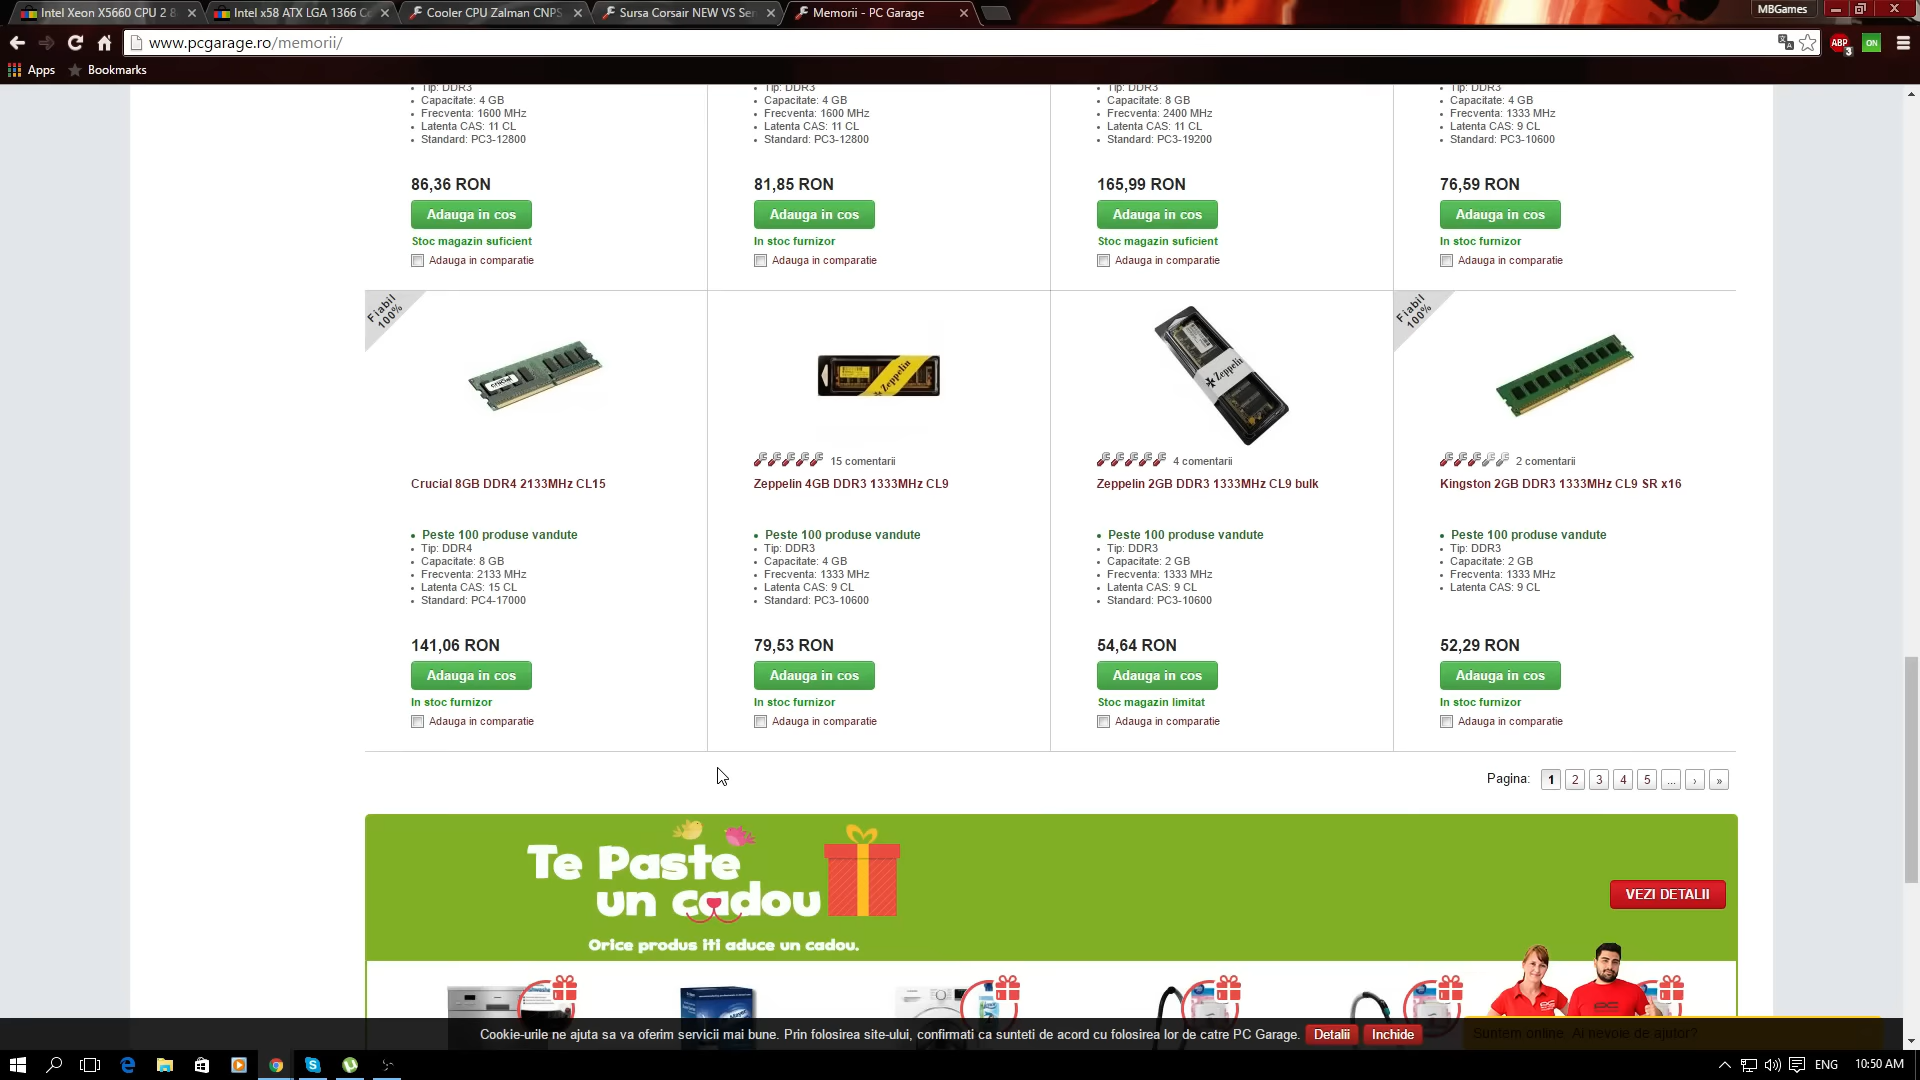 Intel Xeon X5660 CPU 2 8
Intel x58 ATX LGA 1366 Co
Cooler CPU Zalman CNPS
Sursa Corsair NEW VS Ser
Memorii - PC Garage
MBGames
www.pcgarage.ro/memorii/
ABP
3
ON
Apps
Bookmarks
Tip: DDR3
Capacitate: 4 GB
Frecventa: 1600 MHz
Latenta CAS: 11 CL
Standard: PC3-12800
86,36 RON
Adauga in cos
Stoc magazin suficient
Adauga in comparatie
Tip: DDR3
Capacitate: 4 GB
Frecventa: 1600 MHz
Latenta CAS: 11 CL
Standard: PC3-12800
81,85 RON
Adauga in cos
In stoc furnizor
Adauga in comparatie
Tip: DDR3
Capacitate: 8 GB
Frecventa: 2400 MHz
Latenta CAS: 11 CL
Standard: PC3-19200
165,99 RON
Adauga in cos
Stoc magazin suficient
Adauga in comparatie
Tip: DDR3
Capacitate: 4 GB
Frecventa: 1333 MHz
Latenta CAS: 9 CL
Standard: PC3-10600
76,59 RON
Adauga in cos
In stoc furnizor
Adauga in comparatie
Fiabil
100%
crucial
Crucial 8GB DDR4 2133MHz CL15
Peste 100 produse vandute
Tip: DDR4
Capacitate: 8 GB
Frecventa: 2133 MHz
Latenta CAS: 15 CL
Standard: PC4-17000
141,06 RON
Adauga in cos
In stoc furnizor
Adauga in comparatie
Zeppelin
15 comentarii
Zeppelin 4GB DDR3 1333MHz CL9
Peste 100 produse vandute
Tip: DDR3
Capacitate: 4 GB
Frecventa: 1333 MHz
Latenta CAS: 9 CL
Standard: PC3-10600
79,53 RON
Adauga in cos
In stoc furnizor
Adauga in comparatie
Zeppelin
4 comentarii
Zeppelin 2GB DDR3 1333MHz CL9 bulk
Peste 100 produse vandute
Tip: DDR3
Capacitate: 2 GB
Frecventa: 1333 MHz
Latenta CAS: 9 CL
Standard: PC3-10600
54,64 RON
Adauga in cos
Stoc magazin limitat
Adauga in comparatie
Fiabil
100%
2 comentarii
Kingston 2GB DDR3 1333MHz CL9 SR x16
Peste 100 produse vandute
Tip: DDR3
Capacitate: 2 GB
Frecventa: 1333 MHz
Latenta CAS: 9 CL
52,29 RON
Adauga in cos
In stoc furnizor
Adauga in comparatie
Pagina: 1 2 3 4 5 ... › »
Te Paste
un cadou
Orice produs iti aduce un cadou.
VEZI DETALII
Cookie-urile ne ajuta sa va oferim servicii mai bune. Prin folosirea site-ului, confirmati ca sunteti de acord cu folosirea lor de catre PC Garage. Detalii Inchide
Suntem online. Ai nevoie de ajutor?
ENG
10:50 AM